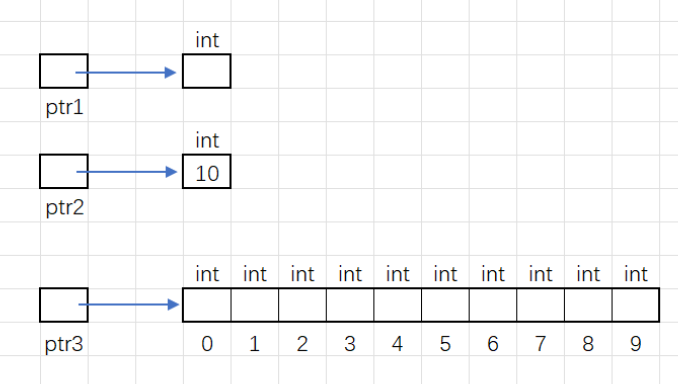 int
ptr1
int
10
ptr2
int int int int int int int int int int
ptr3 0 1 2 3 4 5 6 7 8 9